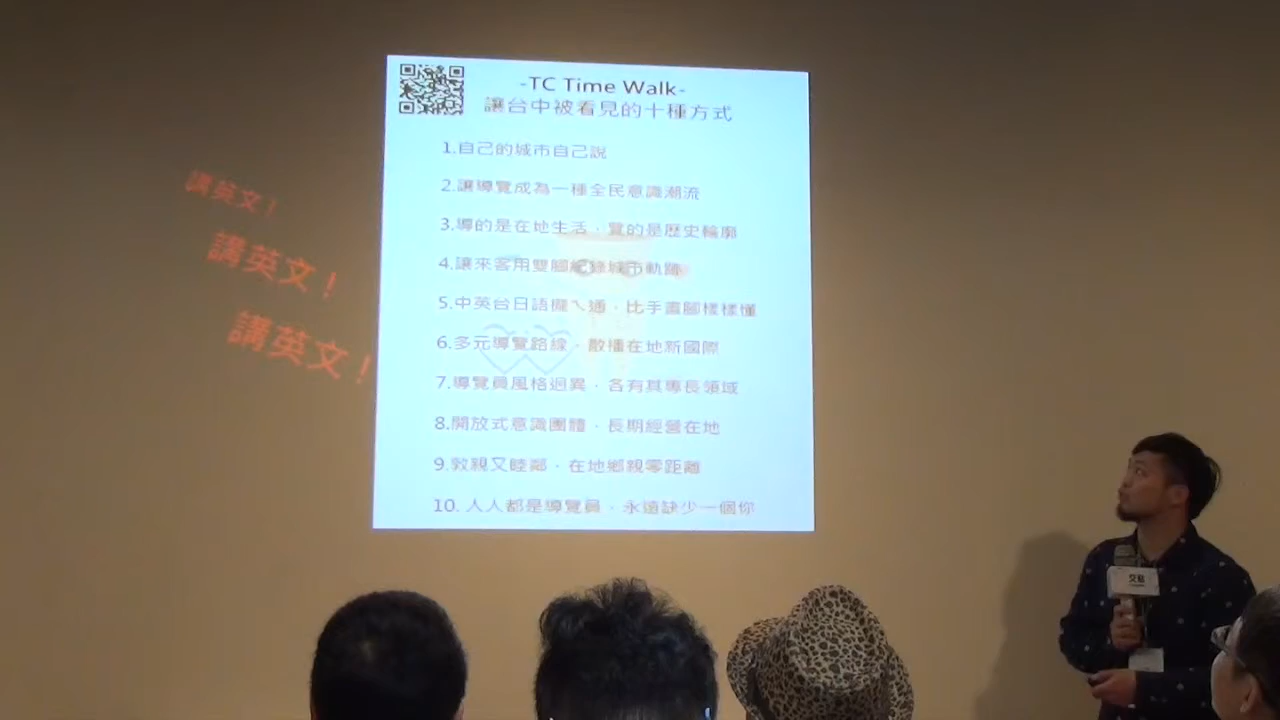 -TC Time Walk-
讓台中被看見的十種方式
1.自己的城市自己說
2.讓導覽成為一種全民意識潮流
3.導的是在地生活，覽的是歷史輪廓
4.讓來客用雙腳紀錄城市軌跡
5.中英台日語攏ㄟ通，比手畫腳樣樣懂
6.多元導覽路線，散播在地新國際
7.導覽員風格迥異，各有其專長領域
8.開放式意識團體，長期經營在地
9.敦親又睦鄰，在地鄉親零距離
10. 人人都是導覽員，永遠缺少一個你
講英文！
講英文！
講英文！